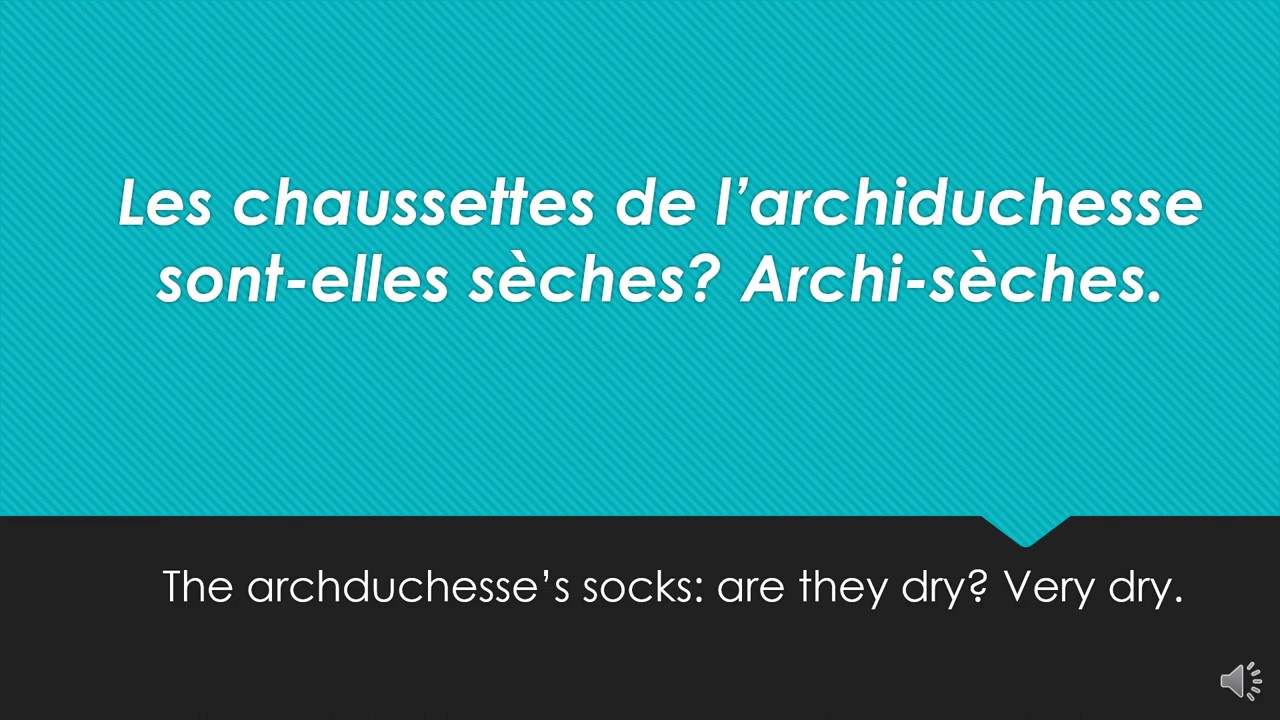 Les chaussettes de l’archiduchesse
sont-elles sèches? Archi-sèches.
The archduchesse’s socks: are they dry? Very dry.